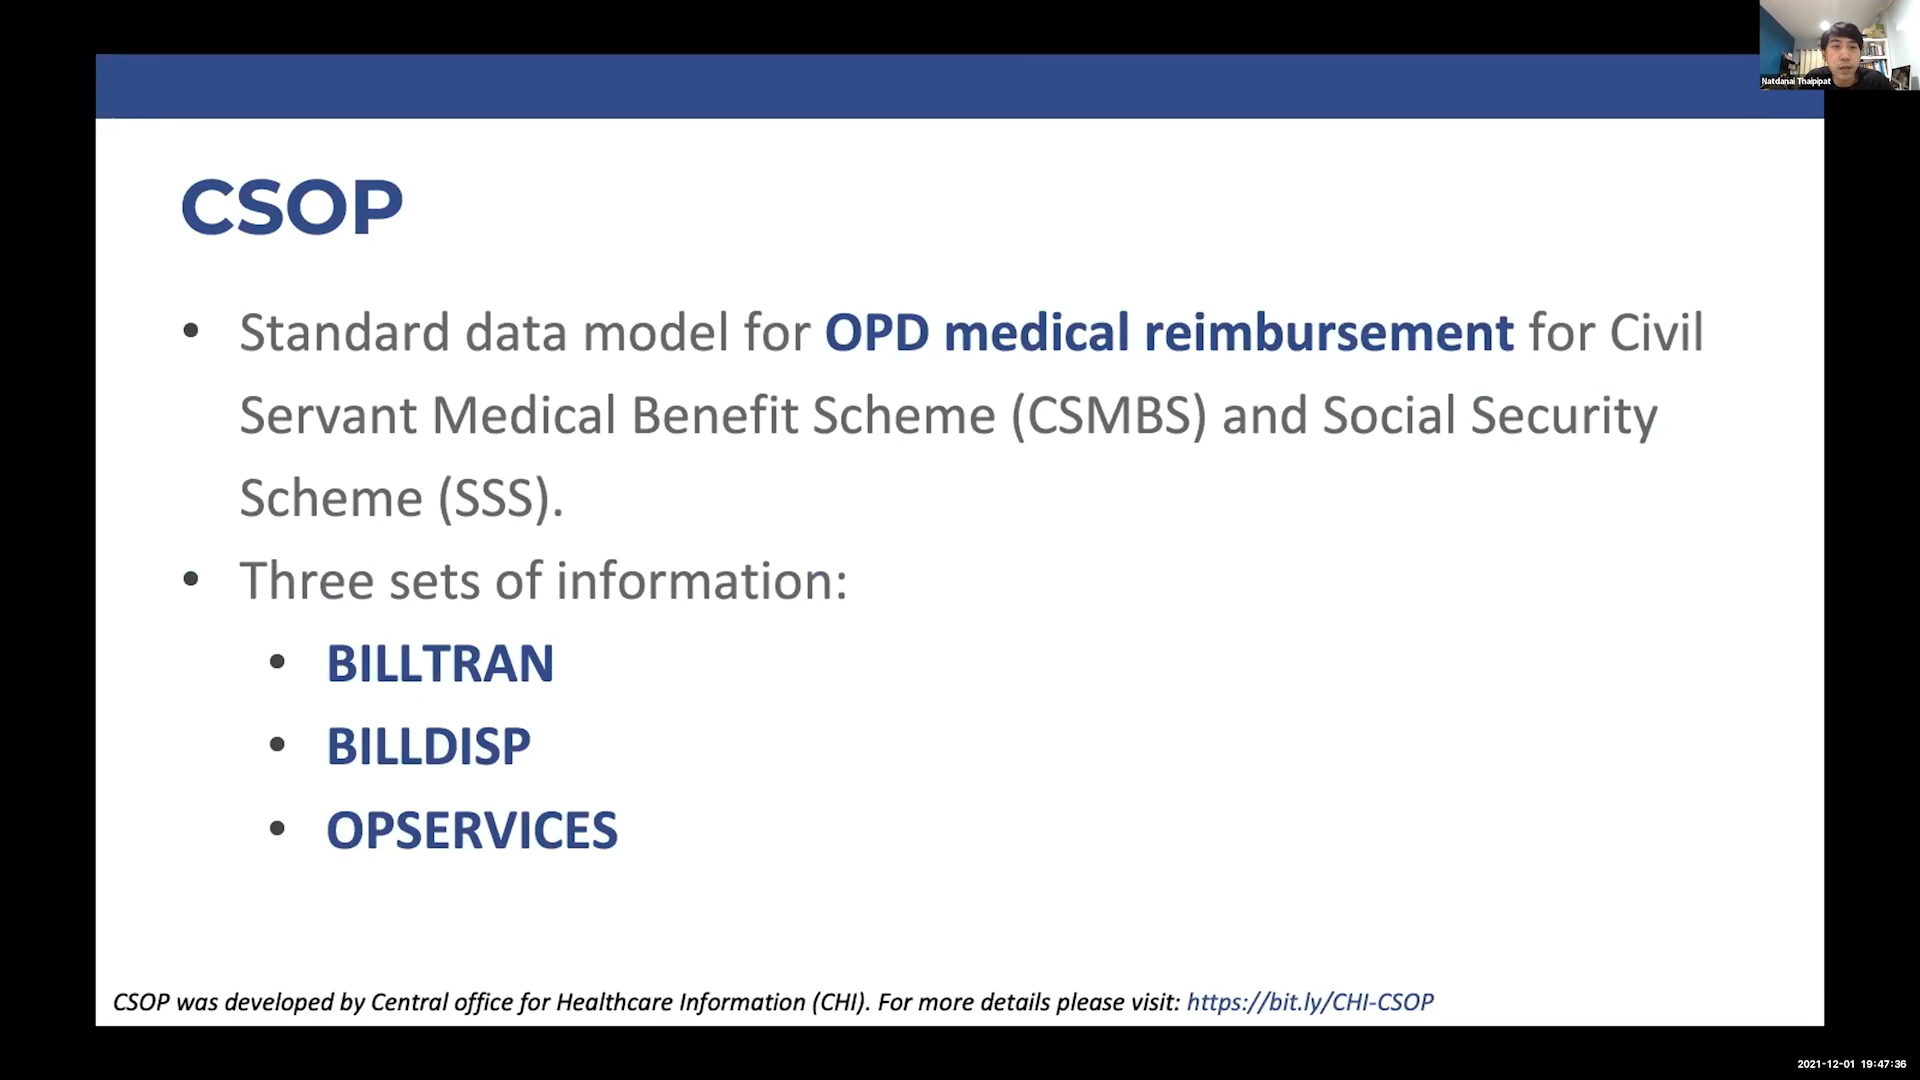 Natdanai Thaipipat
CSOP
• Standard data model for OPD medical reimbursement for Civil
Servant Medical Benefit Scheme (CSMBS) and Social Security
Scheme (SSS).
• Three sets of information:
• BILLTRAN
• BILLDISP
• OPSERVICES
CSOP was developed by Central office for Healthcare Information (CHI). For more details please visit: https://bit.ly/CHI-CSOP
2021-12-01 19:47:36